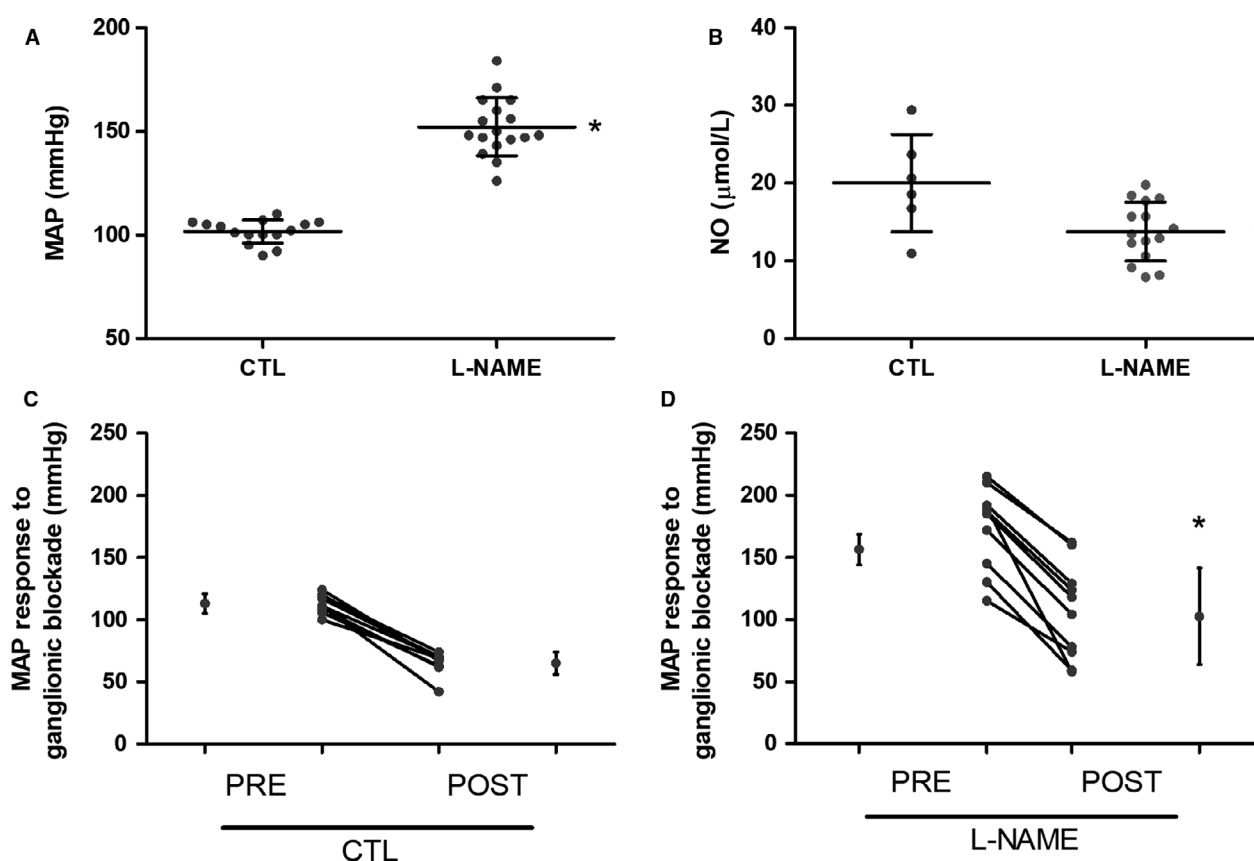 A
MAP (mmHg)
200
150
100
50
*
CTL
L-NAME
B
NO (μmol/L)
40
30
20
10
0
CTL
L-NAME
C
MAP response to
ganglionic blockade (mmHg)
250
200
150
100
50
0
PRE
POST
CTL
D
MAP response to
ganglionic blockade (mmHg)
250
200
150
100
50
0
*
PRE
POST
L-NAME